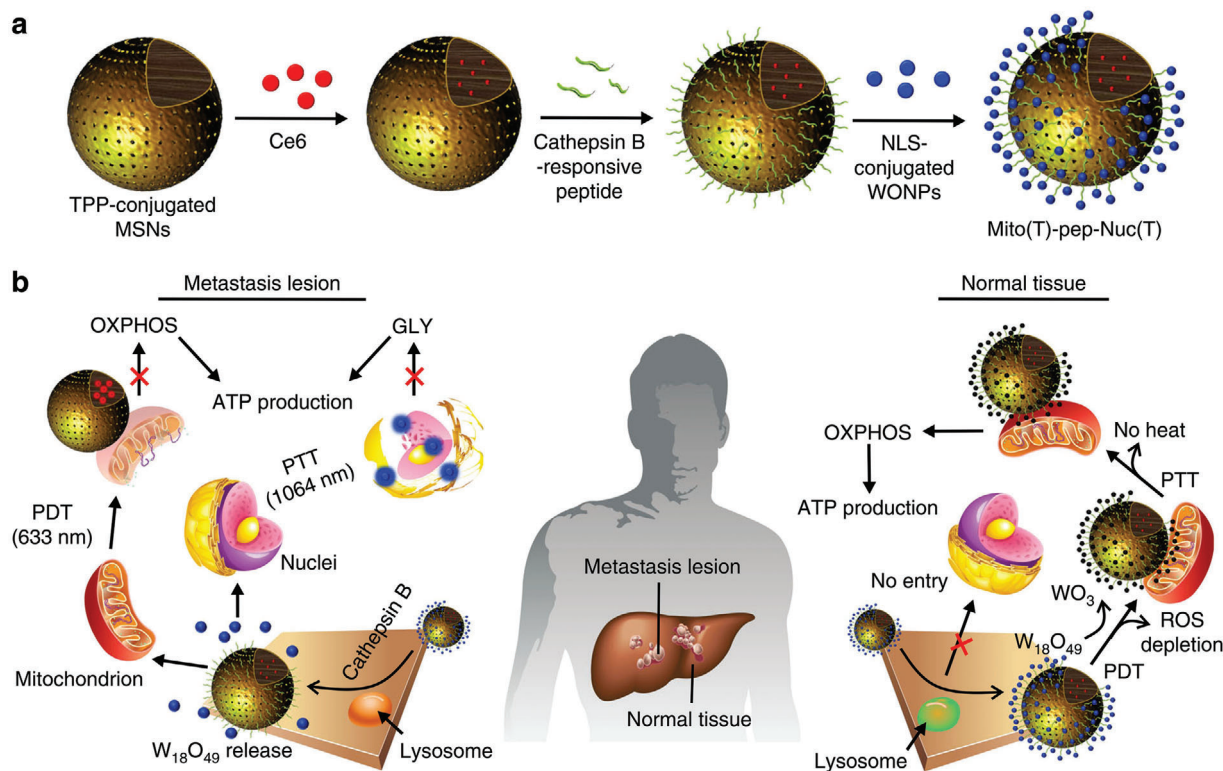 a
TPP-conjugated
MSNs
Ce6
Cathepsin B
-responsive
peptide
NLS-
conjugated
WONPs
Mito(T)-pep-Nuc(T)
b
Metastasis lesion
OXPHOS
GLY
ATP production
PTT
(1064 nm)
PDT
(633 nm)
Nuclei
Mitochondrion
Cathepsin B
W₁₈O₄₉ release
Lysosome
Metastasis lesion
Normal tissue
Normal tissue
OXPHOS
ATP production
No heat
PTT
No entry
WO₃
W₁₈O₄₉
ROS
depletion
PDT
Lysosome